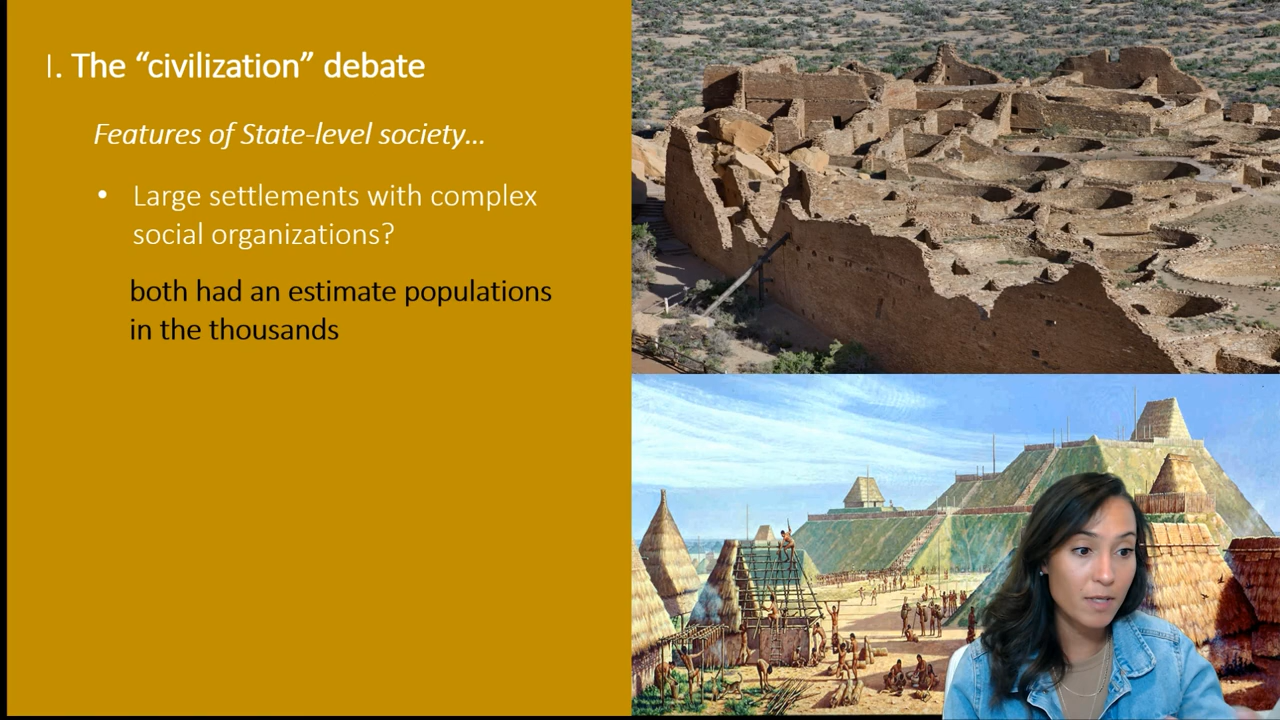 I. The “civilization” debate
Features of State-level society...
• Large settlements with complex
social organizations?
both had an estimate populations
in the thousands